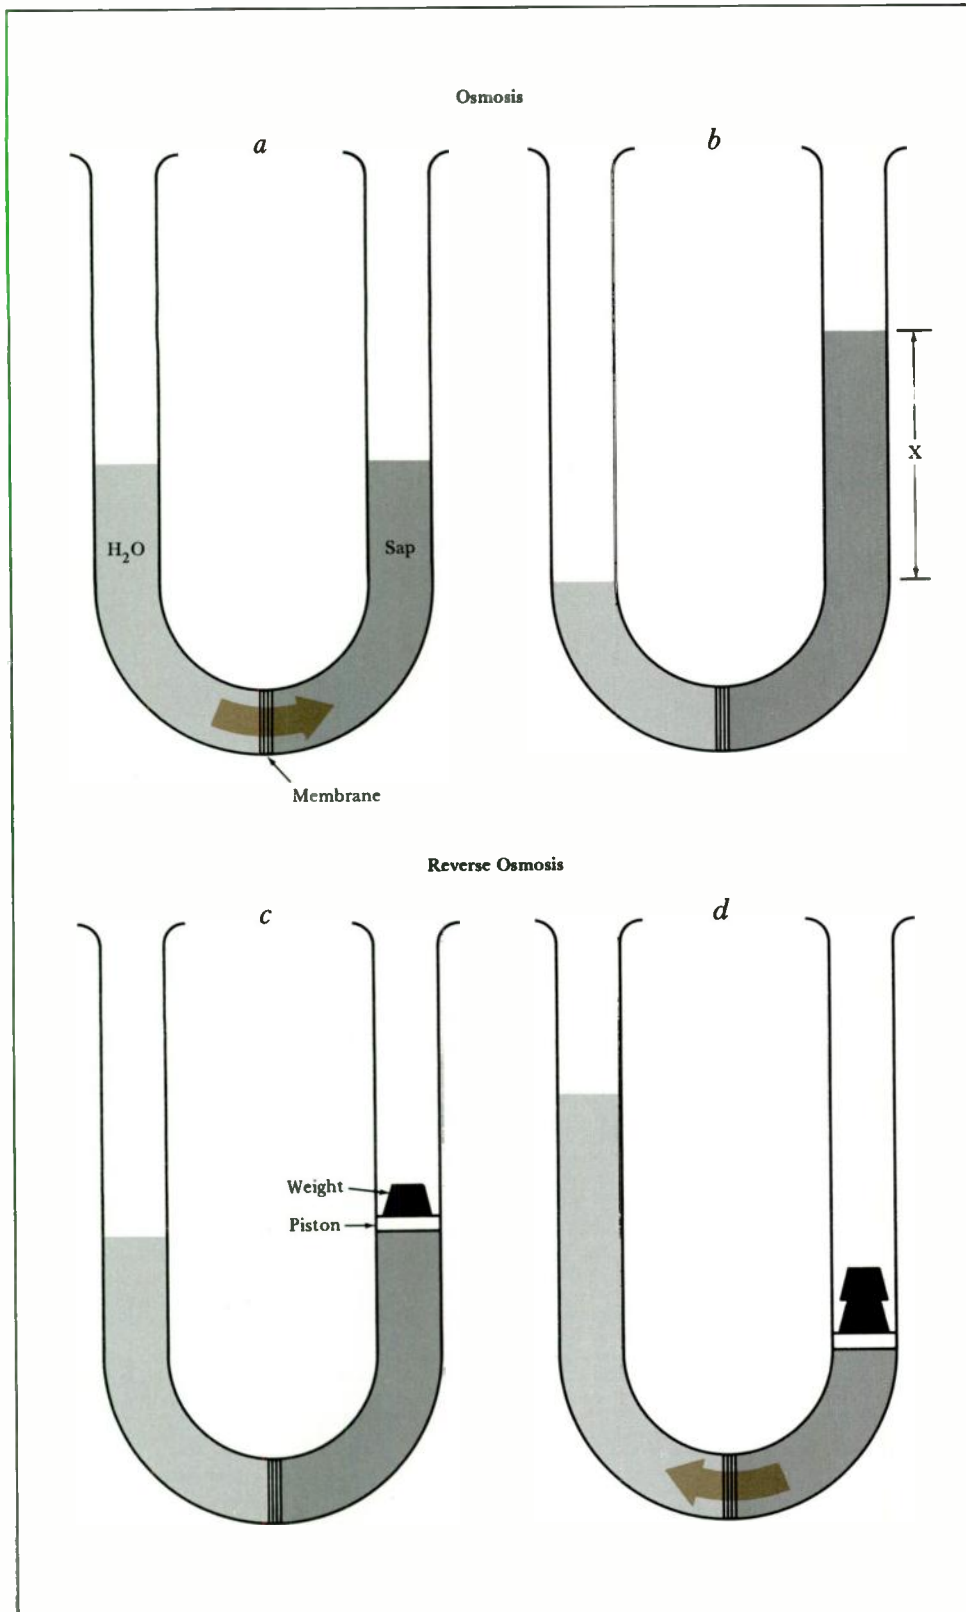 Osmosis
a
b
H₂O
Sap
X
Membrane
Reverse Osmosis
c
d
Weight
Piston